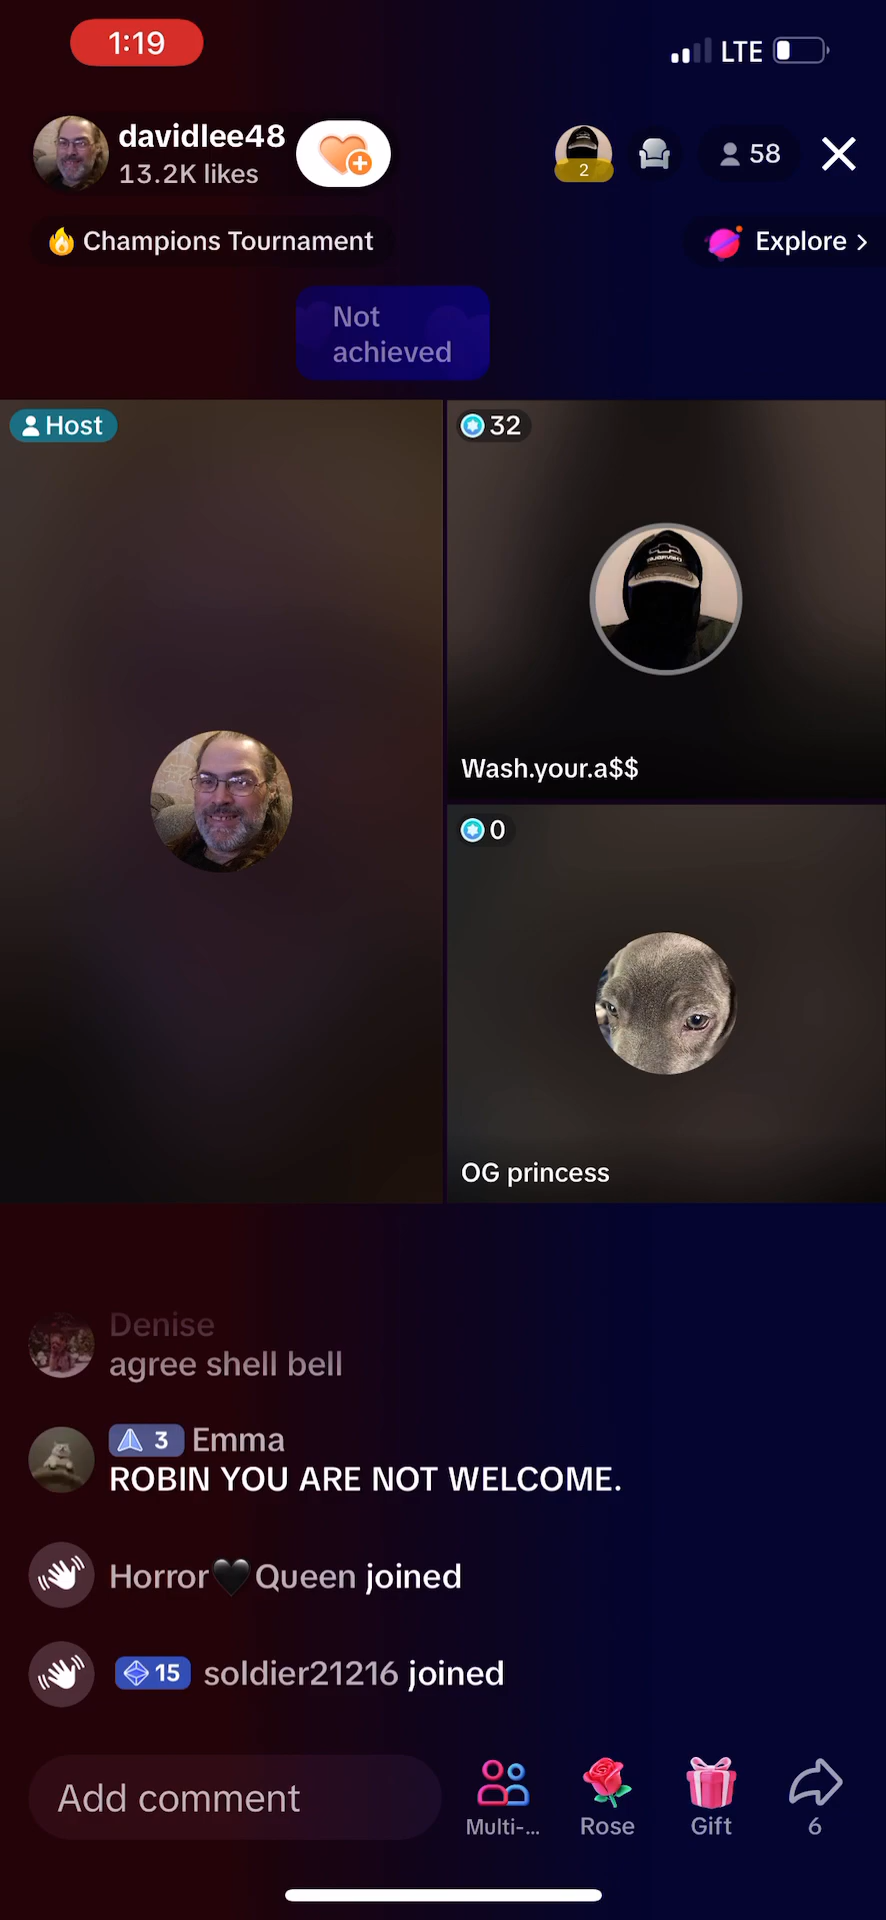 1:19
LTE
davidlee48
13.2K likes
2
58
Champions Tournament
Explore >
Not
achieved
Host
32
Wash.your.a$$
0
OG princess
Denise
agree shell bell
3 Emma
ROBIN YOU ARE NOT WELCOME.
Horror🖤Queen joined
15 soldier21216 joined
Add comment
Multi-...
Rose
Gift
6